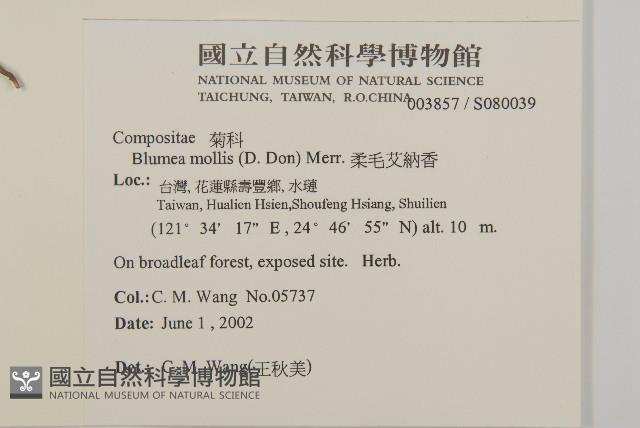 國立自然科學博物館
NATIONAL MUSEUM OF NATURAL SCIENCE
TAICHUNG, TAIWAN, R.O.CHINA
003857 / S080039
Compositae 菊科
Blumea mollis (D. Don) Merr. 柔毛艾納香
Loc.: 台灣, 花蓮縣壽豐鄉, 水璉
Taiwan, Hualien Hsien,Shoufeng Hsiang, Shuilien
(121° 34' 17" E , 24° 46' 55" N) alt. 10 m.
On broadleaf forest, exposed site. Herb.
Col.: C. M. Wang No.05737
Date: June 1 , 2002
Det.: C. M. Wang(王秋美)
國立自然科學博物館
NATIONAL MUSEUM OF NATURAL SCIENCE